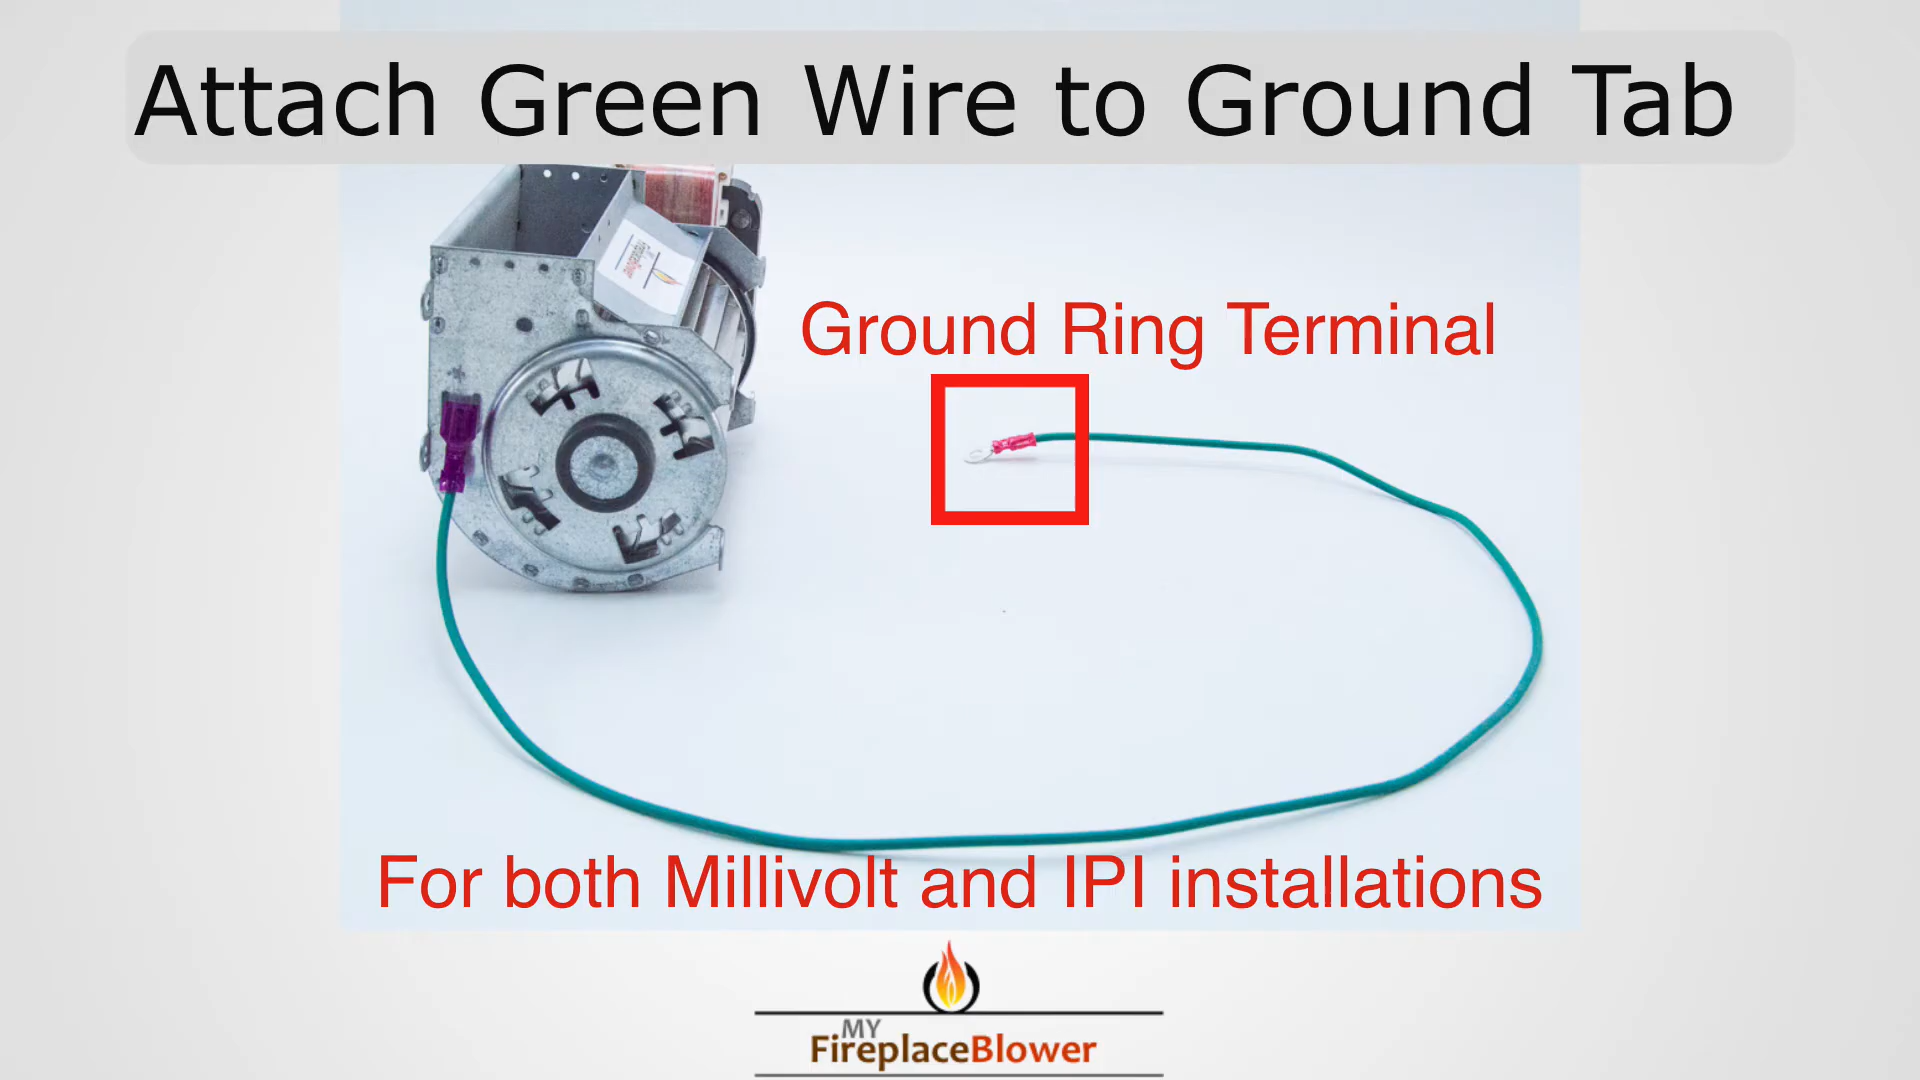 Attach Green Wire to Ground Tab
Ground Ring Terminal
For both Millivolt and IPI installations
MY
FireplaceBlower